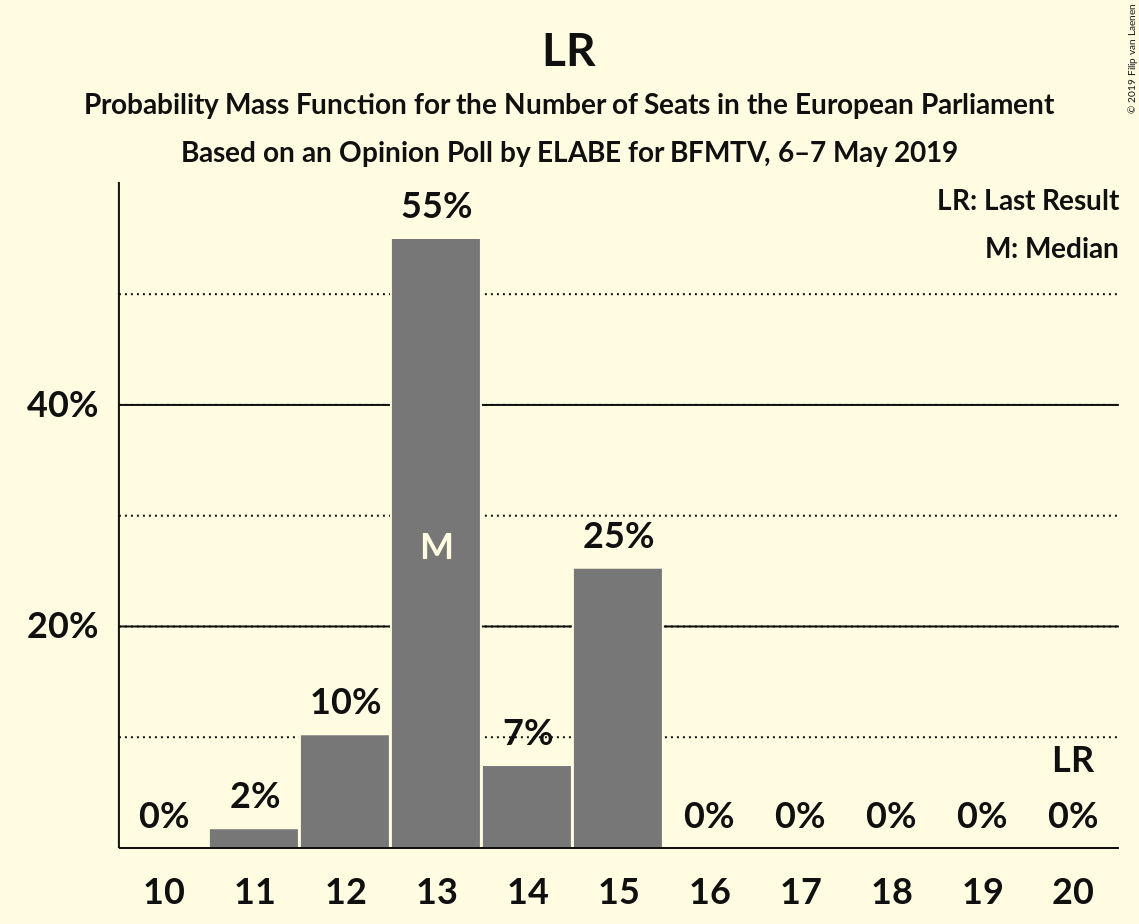 LR
Probability Mass Function for the Number of Seats in the European Parliament
Based on an Opinion Poll by ELABE for BFMTV, 6–7 May 2019
© 2019 Filip van Laenen
LR: Last Result
M: Median
55%
40%
M
25%
20%
10%
7%
2%
LR
0%
0%
0%
0%
0%
0%
10 11 12 13 14 15 16 17 18 19 20